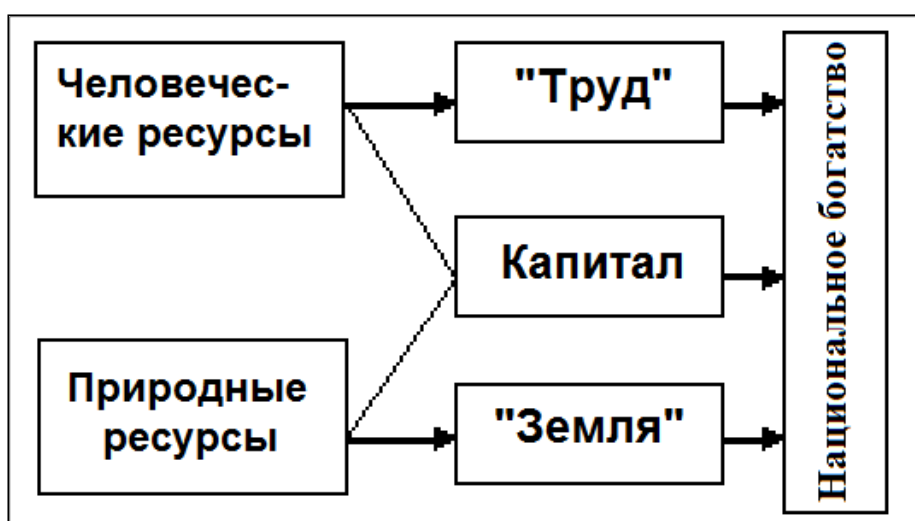 Человечес-
кие ресурсы
"Труд"
Капитал
Природные
ресурсы
"Земля"
Национальное богатство